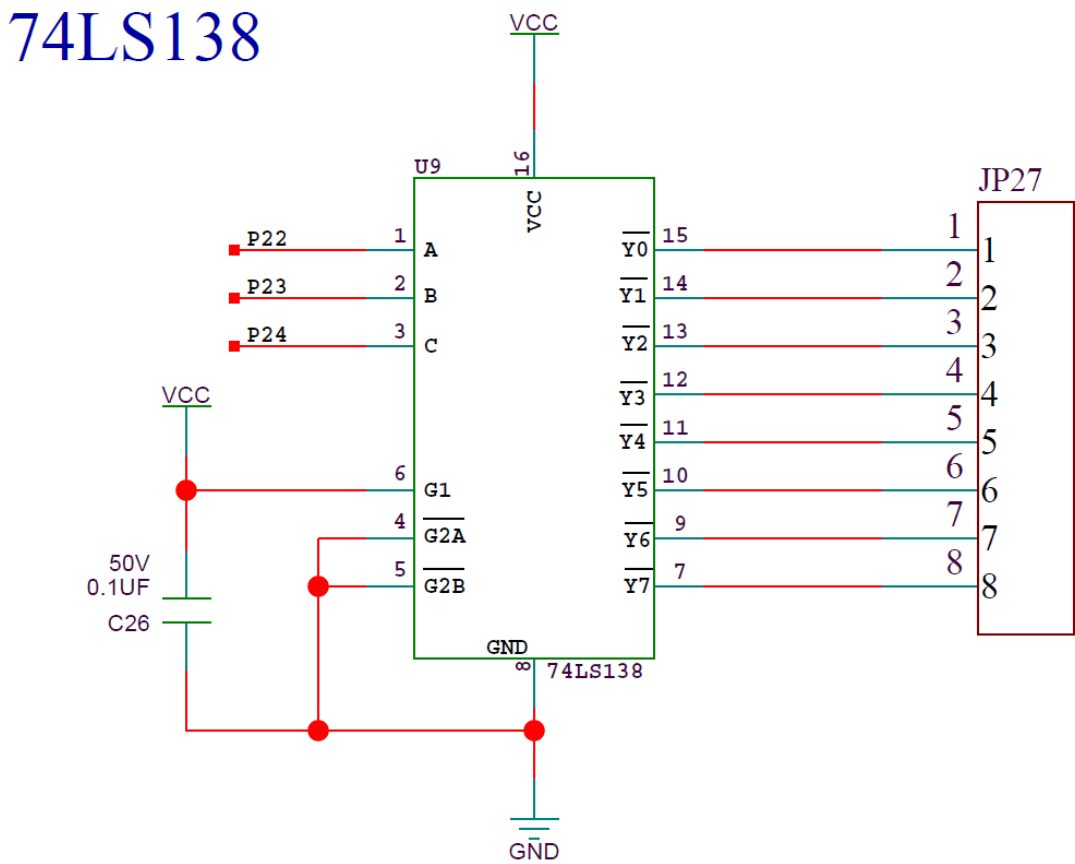 74LS138
VCC
U9
16
VCC
JP27
P22 1 A Y0 15 1 1
P23 2 B Y1 14 2 2
P24 3 C Y2 13 3 3
Y3 12 4 4
VCC
Y4 11 5 5
6 G1 Y5 10 6 6
4 G2A Y6 9 7 7
50V
5 G2B Y7 7 8 8
0.1UF
C26
GND
8 74LS138
GND